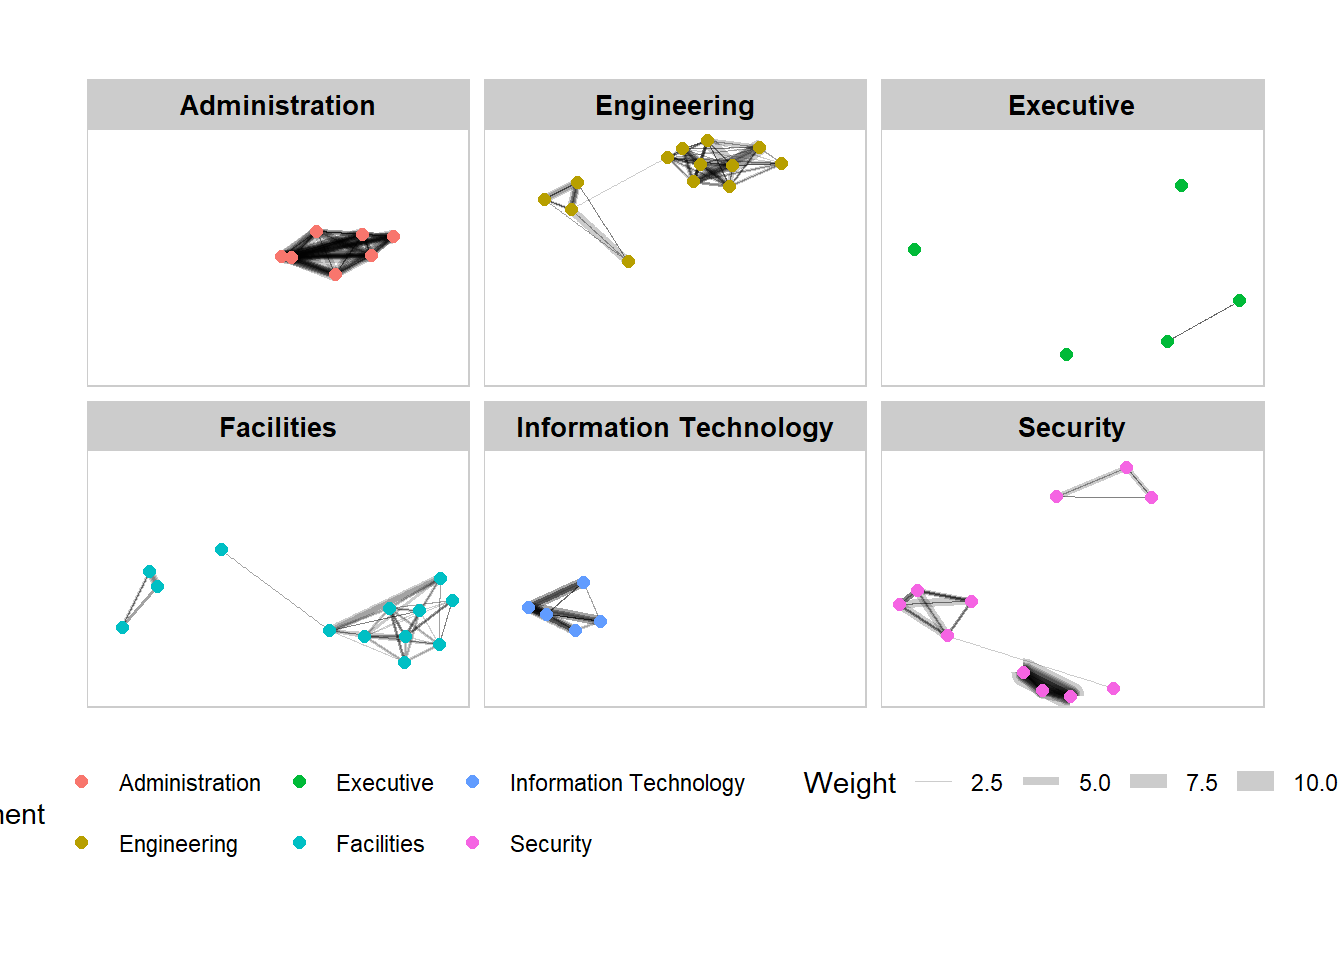 Administration Engineering Executive
Facilities Information Technology Security
Administration Executive Information Technology Weight 2.5 5.0 7.5 10.0
ment
Engineering Facilities Security